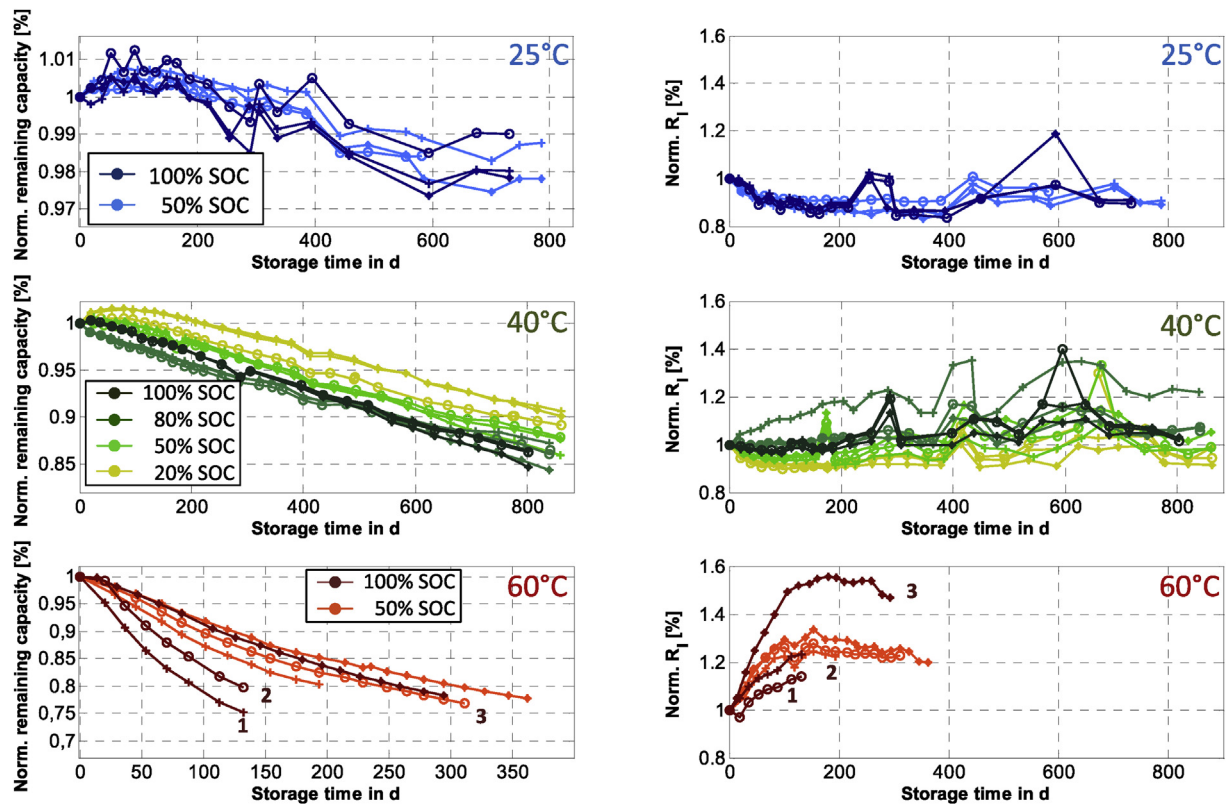 Norm. remaining capacity [%]
1.01
1
0.99
0.98
0.97
25°C
100% SOC
50% SOC
0 200 400 600 800
Storage time in d
Norm. R_I [%]
1.6
1.4
1.2
1
0.8
25°C
0 200 400 600 800
Storage time in d
Norm. remaining capacity [%]
1
0.95
0.9
0.85
40°C
100% SOC
80% SOC
50% SOC
20% SOC
0 200 400 600 800
Storage time in d
Norm. R_I [%]
1.6
1.4
1.2
1
0.8
40°C
0 200 400 600 800
Storage time in d
Norm. remaining capacity [%]
1
0.95
0.9
0.85
0.8
0.75
0.7
60°C
100% SOC
50% SOC
2
1
3
0 50 100 150 200 250 300 350
Storage time in d
Norm. R_I [%]
1.6
1.4
1.2
1
0.8
60°C
3
2
1
0 200 400 600 800
Storage time in d